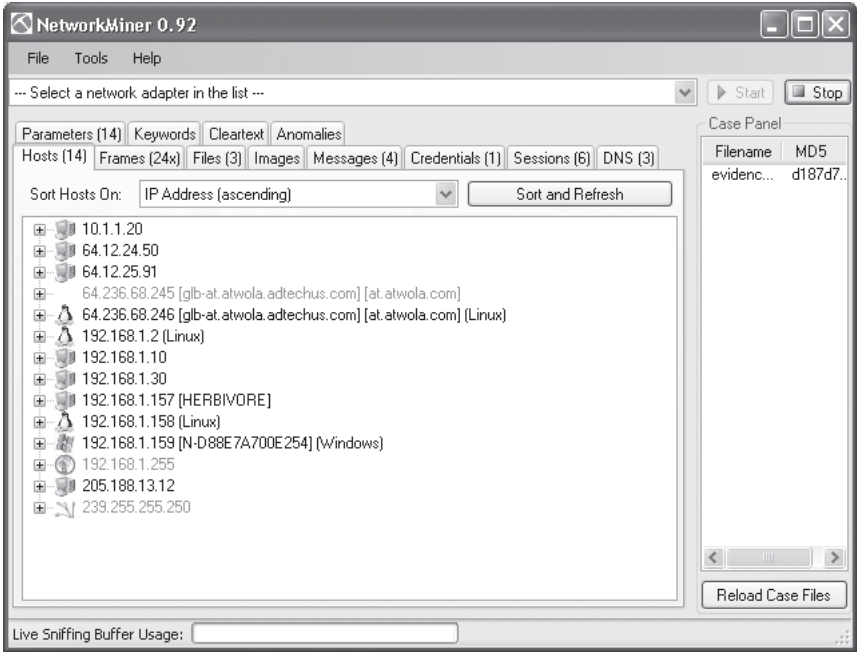 NetworkMiner 0.92
File Tools Help
--- Select a network adapter in the list ---
Start
Stop
Parameters (14) Keywords Cleartext Anomalies
Hosts (14) Frames (24x) Files (3) Images Messages (4) Credentials (1) Sessions (6) DNS (3)
Sort Hosts On: IP Address (ascending) Sort and Refresh
10.1.1.20
64.12.24.50
64.12.25.91
64.236.68.245 [glb-at.atwola.adtechus.com] [at.atwola.com]
64.236.68.246 [glb-at.atwola.adtechus.com] [at.atwola.com] (Linux)
192.168.1.2 (Linux)
192.168.1.10
192.168.1.30
192.168.1.157 [HERBIVORE]
192.168.1.158 (Linux)
192.168.1.159 [N-D88E7A700E254] (Windows)
192.168.1.255
205.188.13.12
239.255.255.250
Case Panel
Filename MD5
evidenc... d187d7..
Reload Case Files
Live Sniffing Buffer Usage: